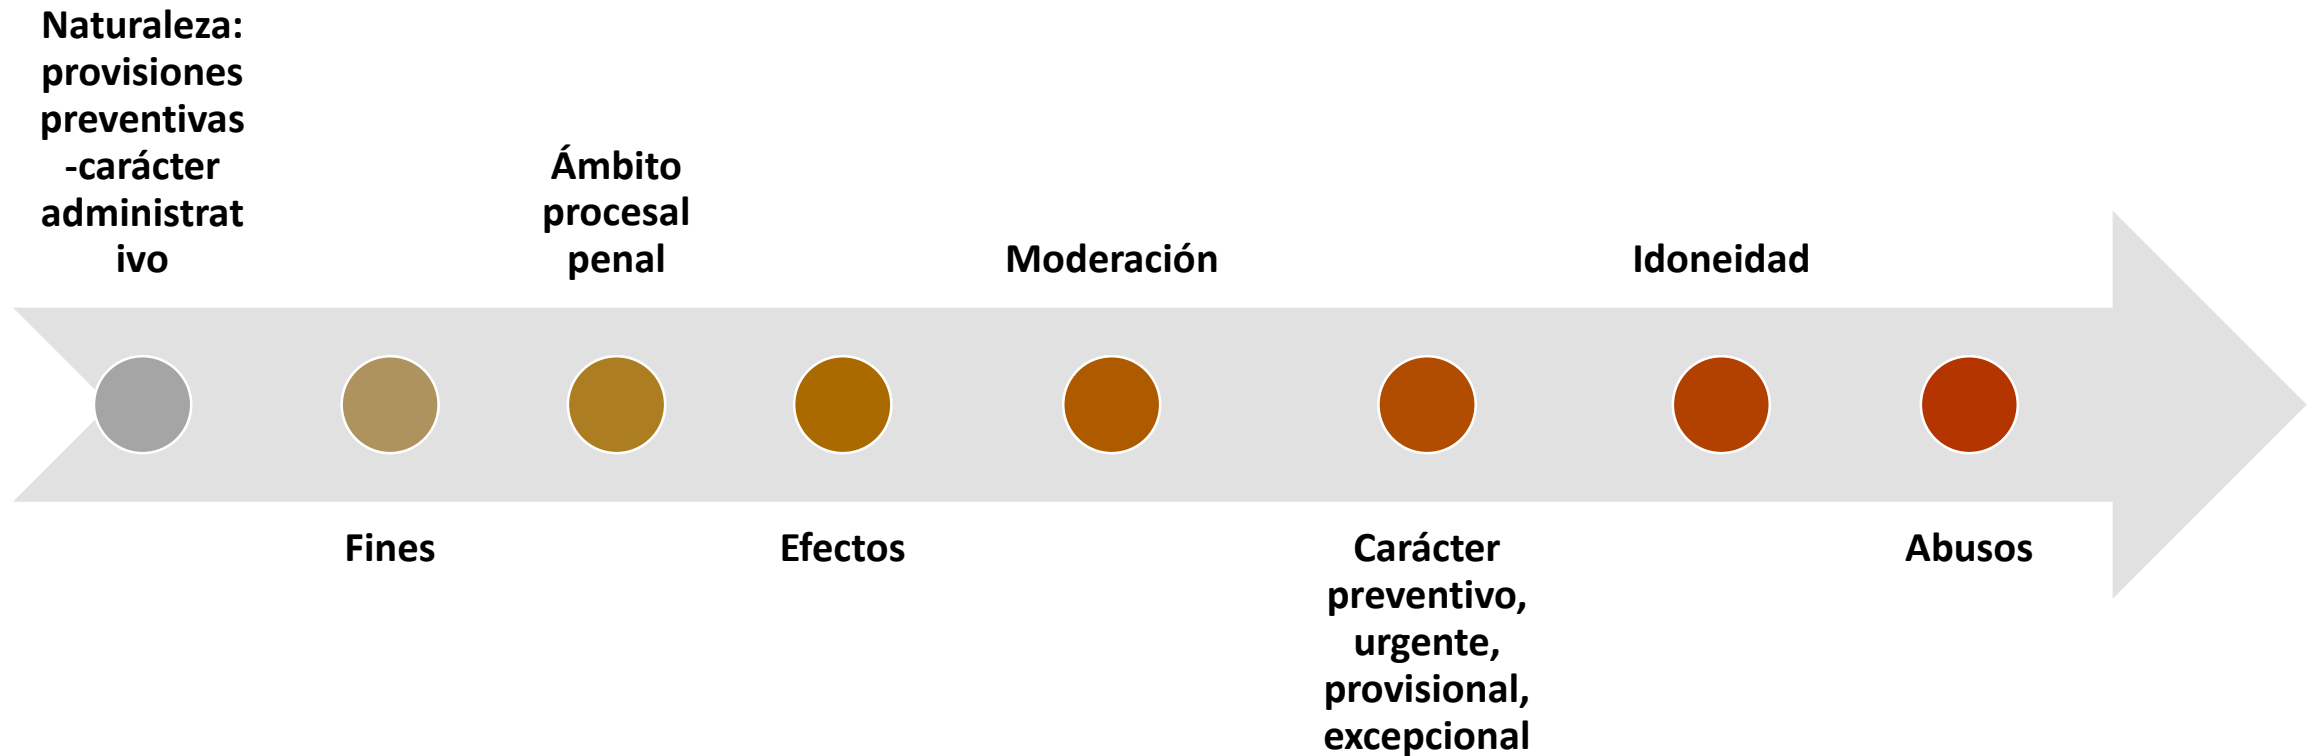 Naturaleza:
provisiones
preventivas
-carácter
administrat
ivo
Fines
Ámbito
procesal
penal
Efectos
Moderación
Carácter
preventivo,
urgente,
provisional,
excepcional
Idoneidad
Abusos